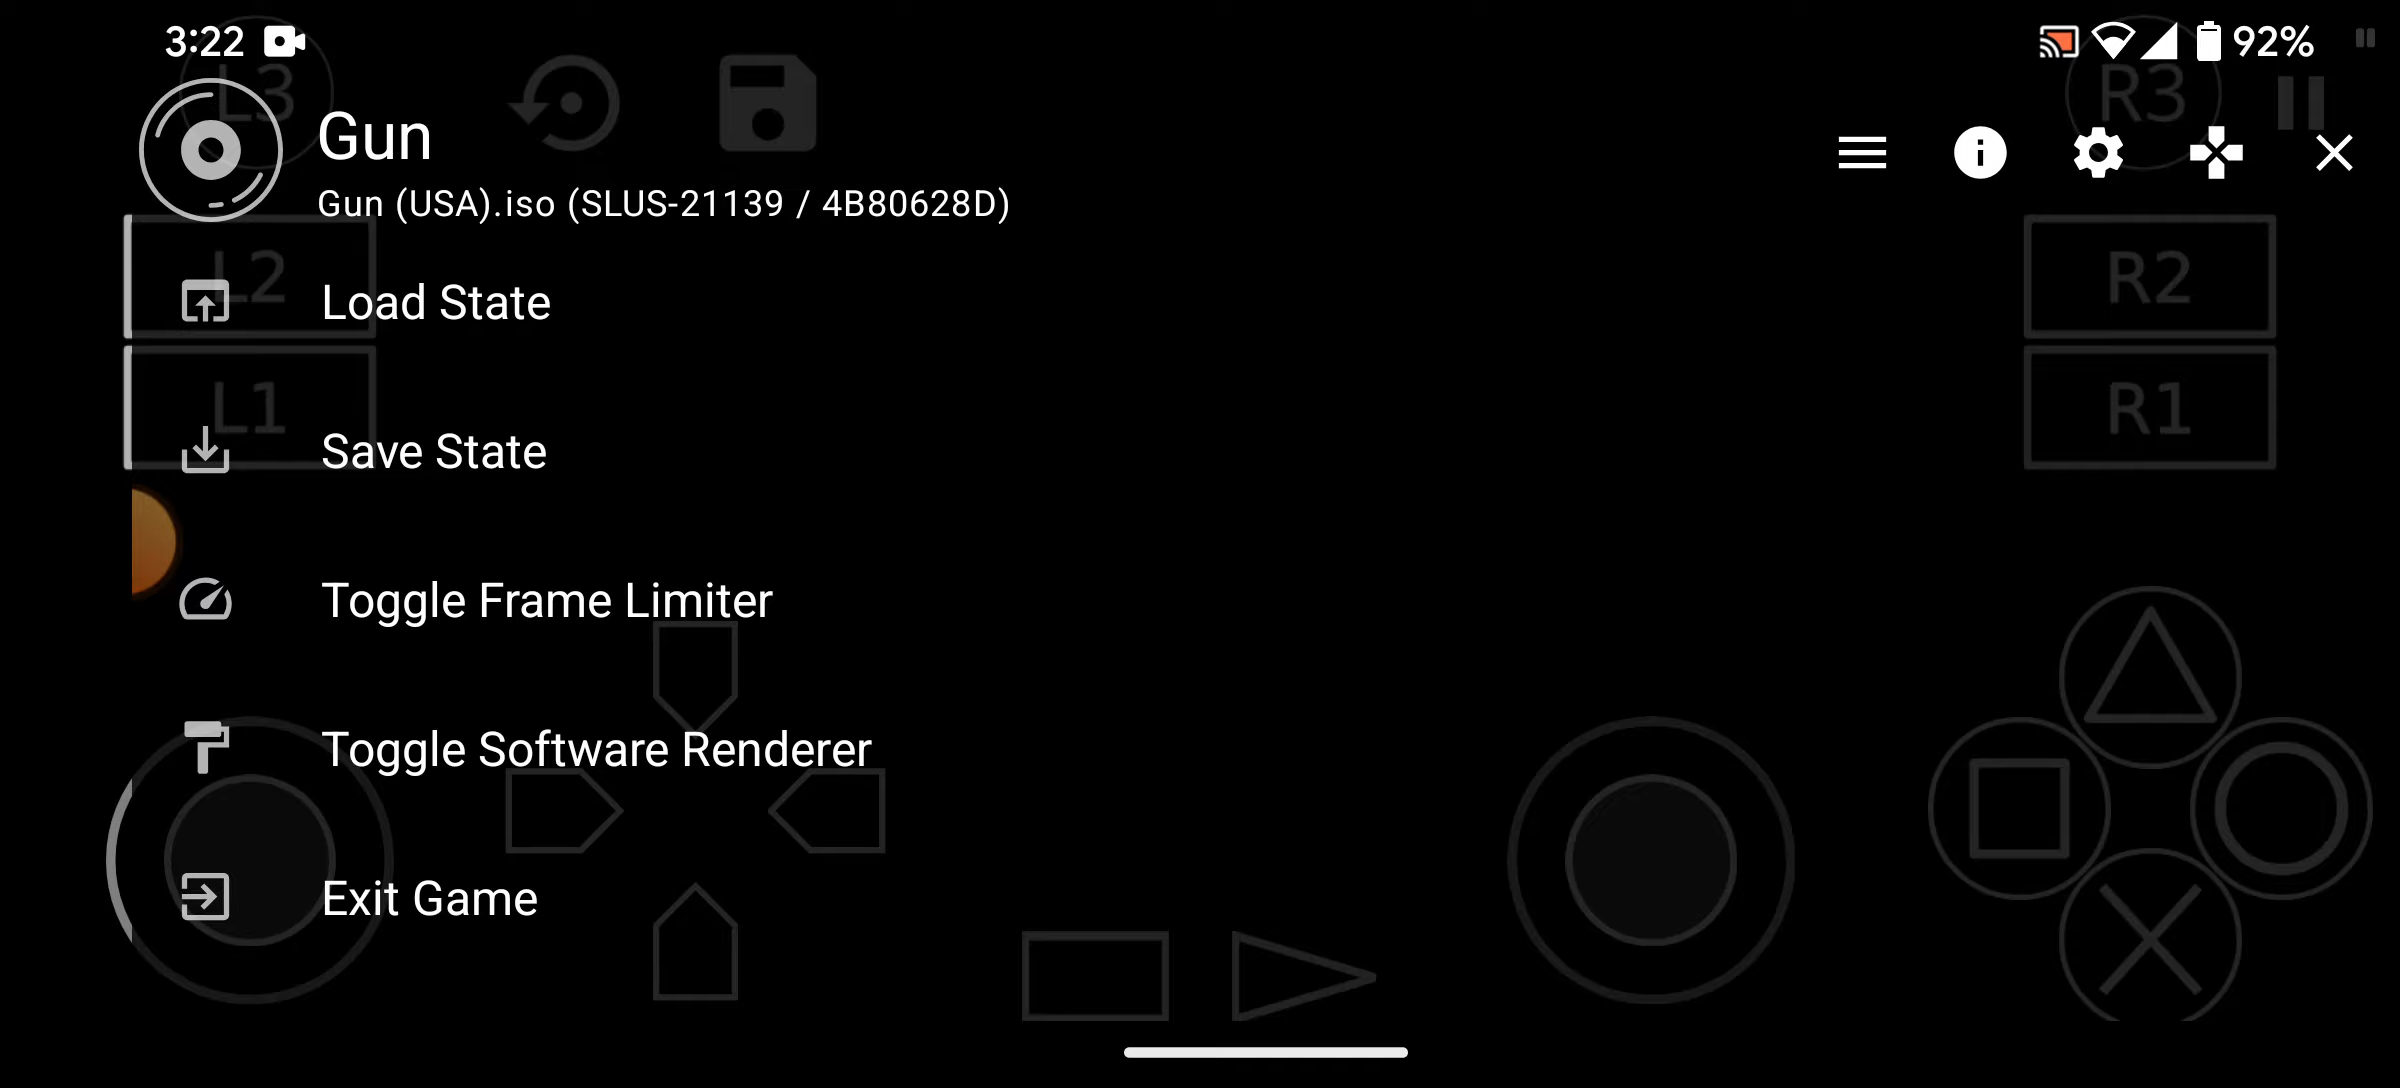 3:22
92%
L3
R3
Gun
Gun (USA).iso (SLUS-21139 / 4B80628D)
L2
R2
Load State
L1
R1
Save State
Toggle Frame Limiter
Toggle Software Renderer
Exit Game